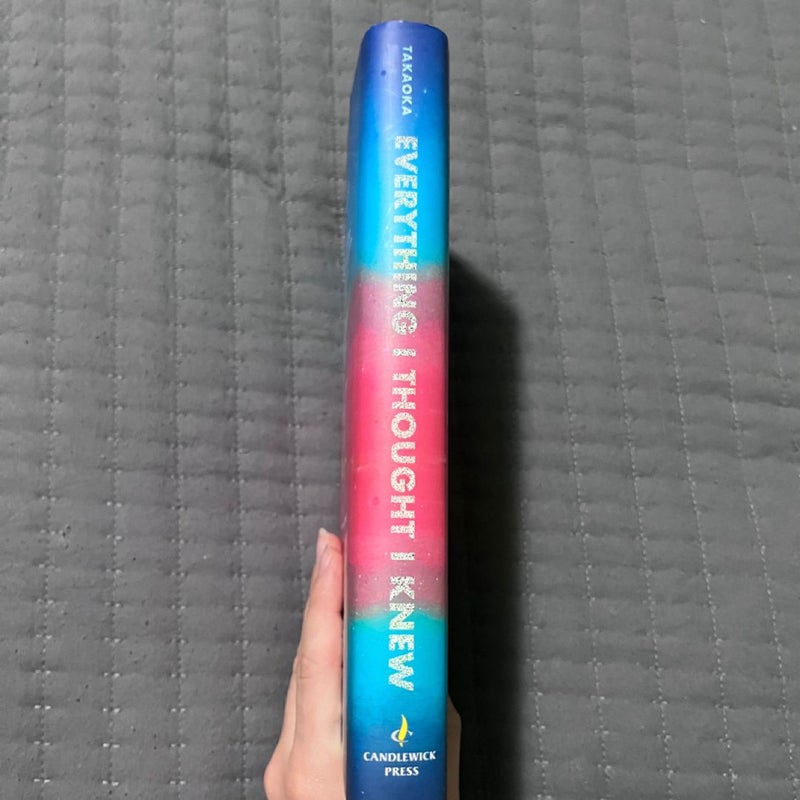 TAKAOKA
EVERYTHING I THOUGHT I KNEW
CANDLEWICK
PRESS